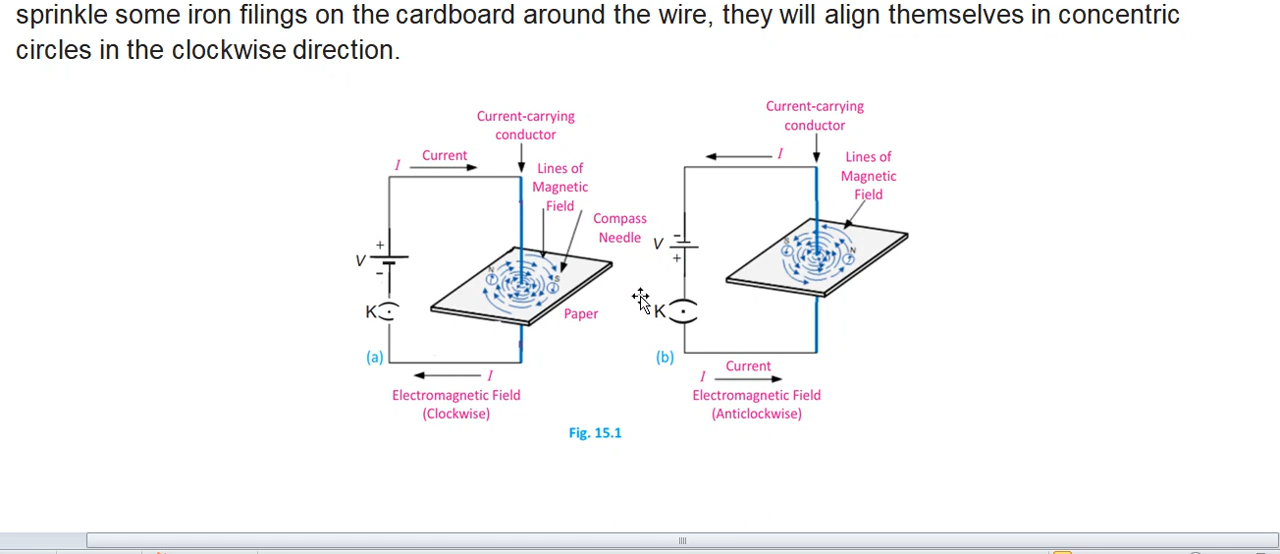 sprinkle some iron filings on the cardboard around the wire, they will align themselves in concentric
circles in the clockwise direction.
Current-carrying
conductor
Current
I
Lines of
Magnetic
Field
Compass
Needle
+
V
-
K
Paper
(a)
I
Electromagnetic Field
(Clockwise)
N
S
Current-carrying
conductor
I
Lines of
Magnetic
Field
V
-
+
K
S
N
(b)
Current
I
Electromagnetic Field
(Anticlockwise)
Fig. 15.1